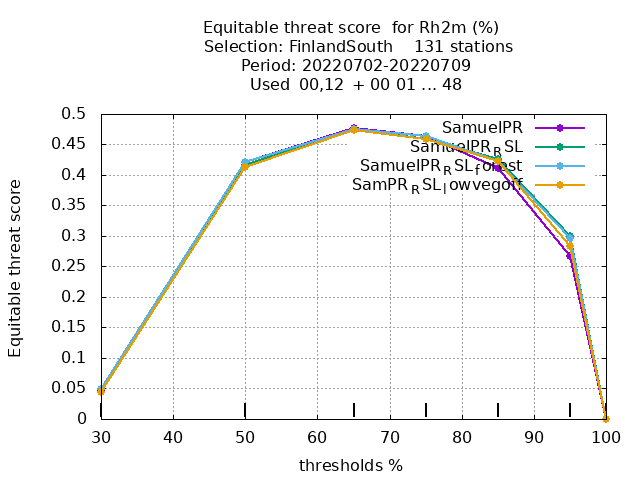 Equitable threat score for Rh2m (%)
Selection: FinlandSouth 131 stations
Period: 20220702-20220709
Used 00,12 + 00 01 ... 48
Equitable threat score
0.5
0.45
0.4
0.35
0.3
0.25
0.2
0.15
0.1
0.05
0
SamuelPR
SamuelPR_RSL
SamuelPR_RSL_forest
SamPR_RSL_lowvegoff
30 40 50 60 70 80 90 100
thresholds %